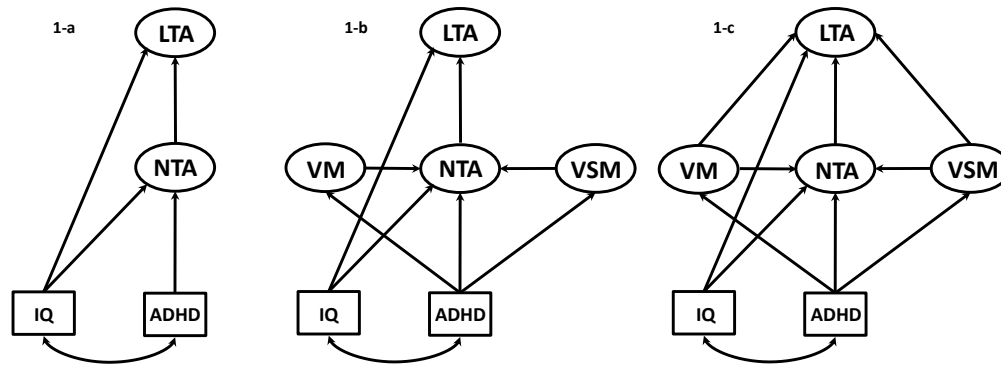 1-a
LTA
NTA
IQ
ADHD
1-b
LTA
VM
NTA
VSM
IQ
ADHD
1-c
LTA
VM
NTA
VSM
IQ
ADHD